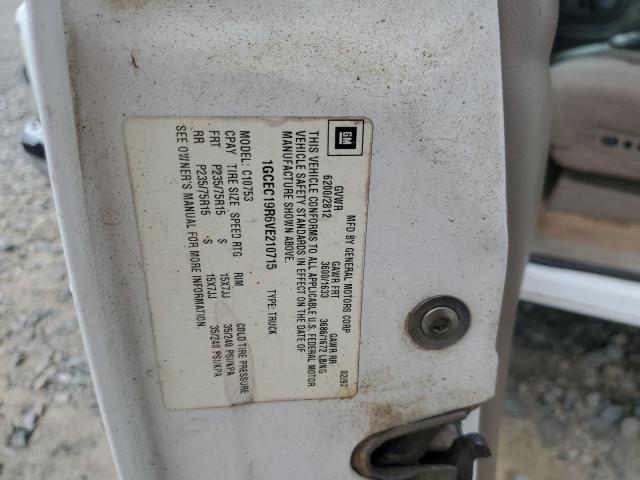 GM
MFD BY GENERAL MOTORS CORP 02/97
GVWR GAWR FRT GAWR RR
6200/2812 3600/1633 3686/1672 LB/KG
THIS VEHICLE CONFORMS TO ALL APPLICABLE U.S. FEDERAL MOTOR
VEHICLE SAFETY STANDARDS IN EFFECT ON THE DATE OF
MANUFACTURE SHOWN ABOVE.
1GCEC19R6VE210715 TYPE: TRUCK
MODEL: C10753
CPAY TIRE SIZE SPEED RTG RIM COLD TIRE PRESSURE
FRT P235/75R15 S 15X7JJ 35/240 PSI/KPA
RR P235/75R15 S 15X7JJ 35/240 PSI/KPA
SEE OWNER'S MANUAL FOR MORE INFORMATION.